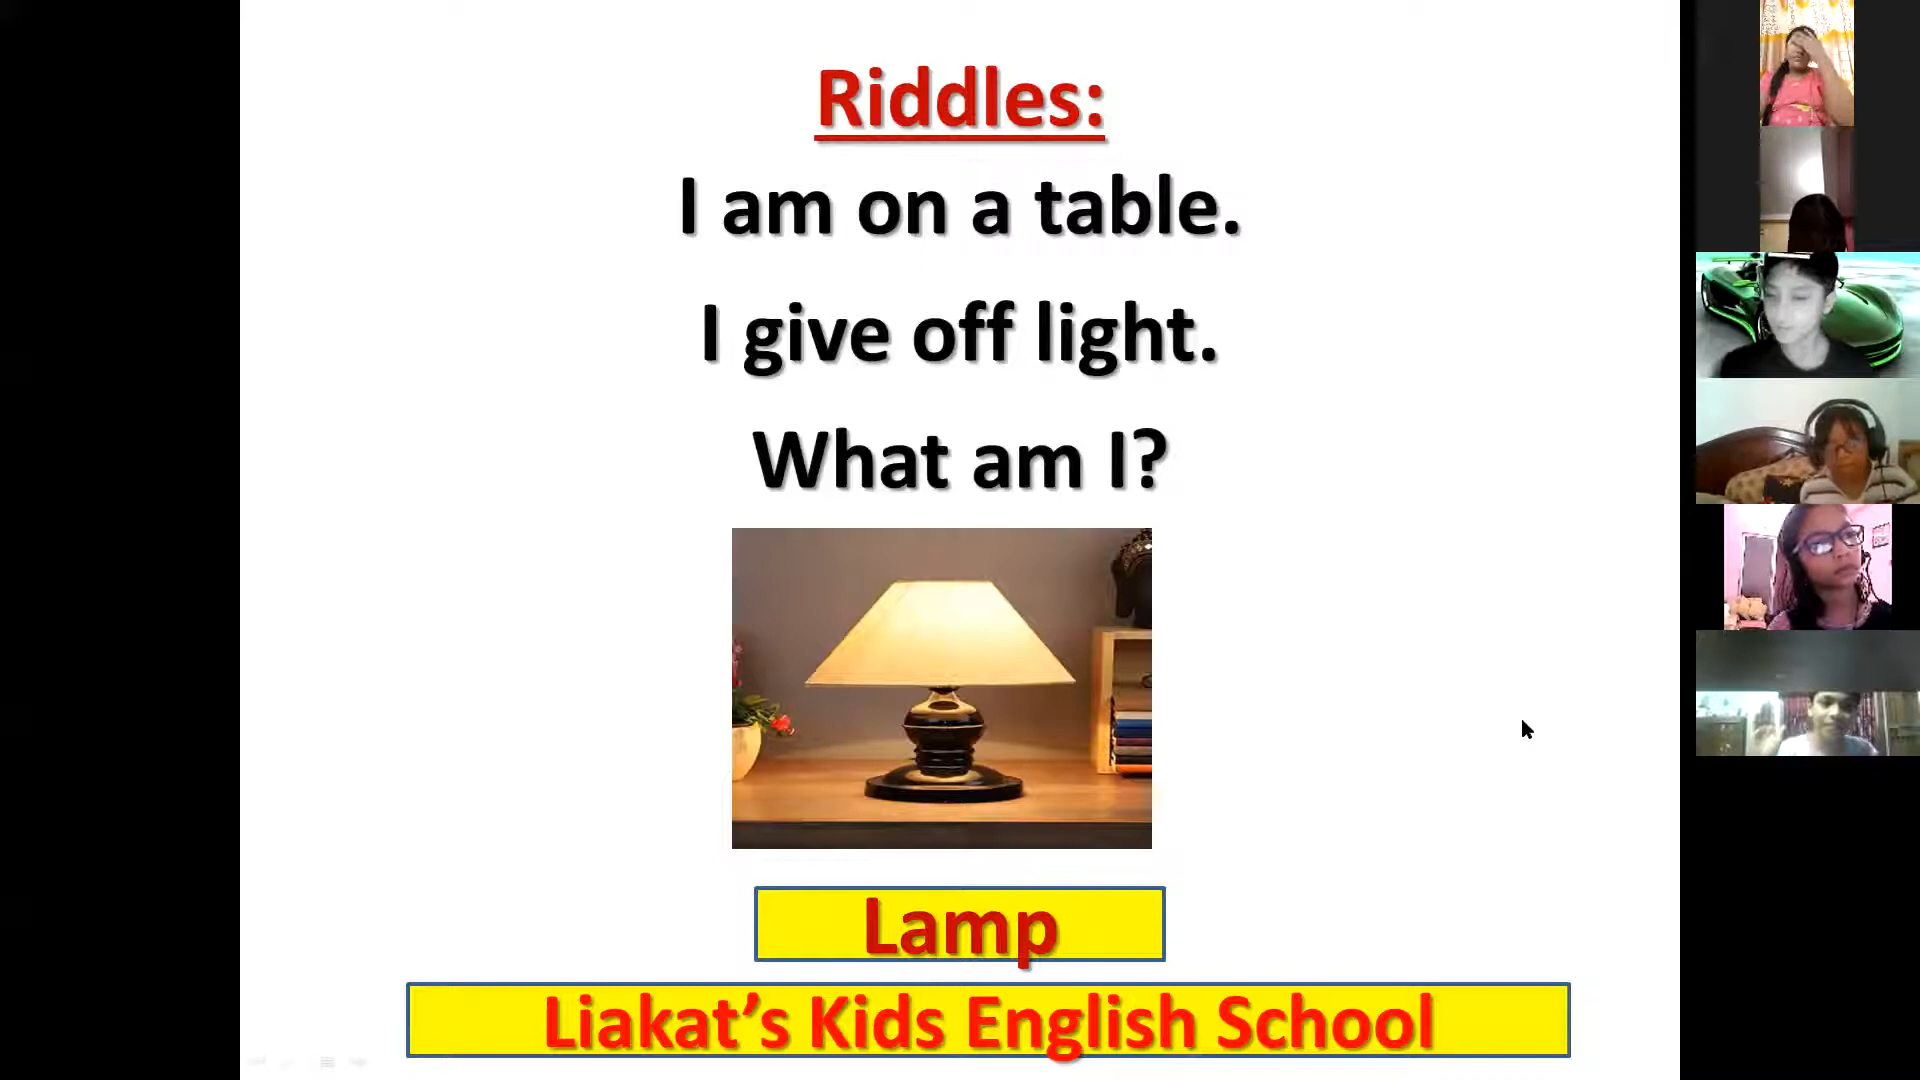 Riddles:
I am on a table.
I give off light.
What am I?
Lamp
Liakat’s Kids English School